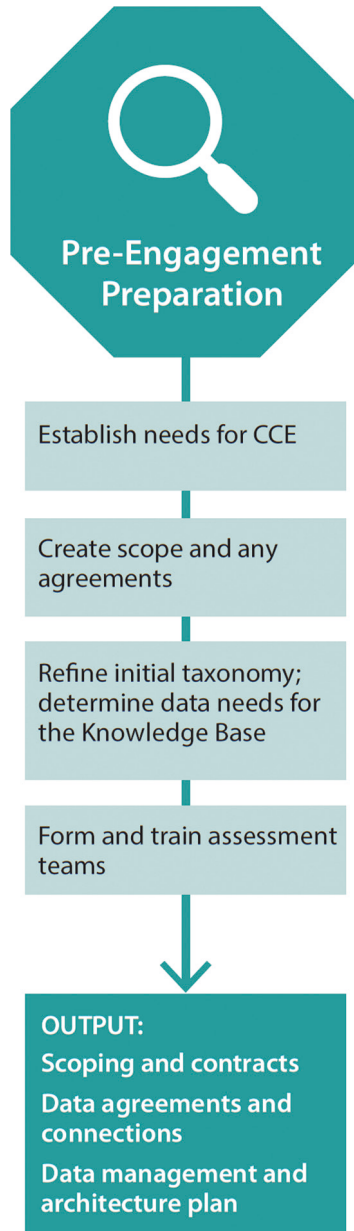 Pre-Engagement
Preparation
Establish needs for CCE
Create scope and any
agreements
Refine initial taxonomy;
determine data needs for
the Knowledge Base
Form and train assessment
teams
OUTPUT:
Scoping and contracts
Data agreements and
connections
Data management and
architecture plan